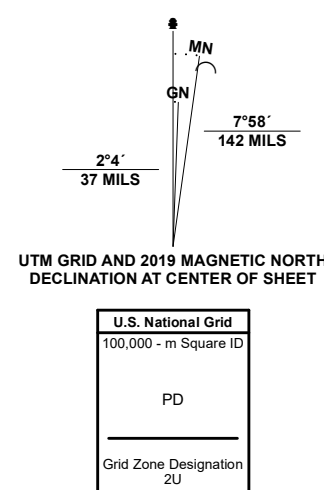 MN
GN
7°58´
142 MILS
2°4´
37 MILS
UTM GRID AND 2019 MAGNETIC NORTH
DECLINATION AT CENTER OF SHEET
U.S. National Grid
100,000 - m Square ID
PD
Grid Zone Designation
2U